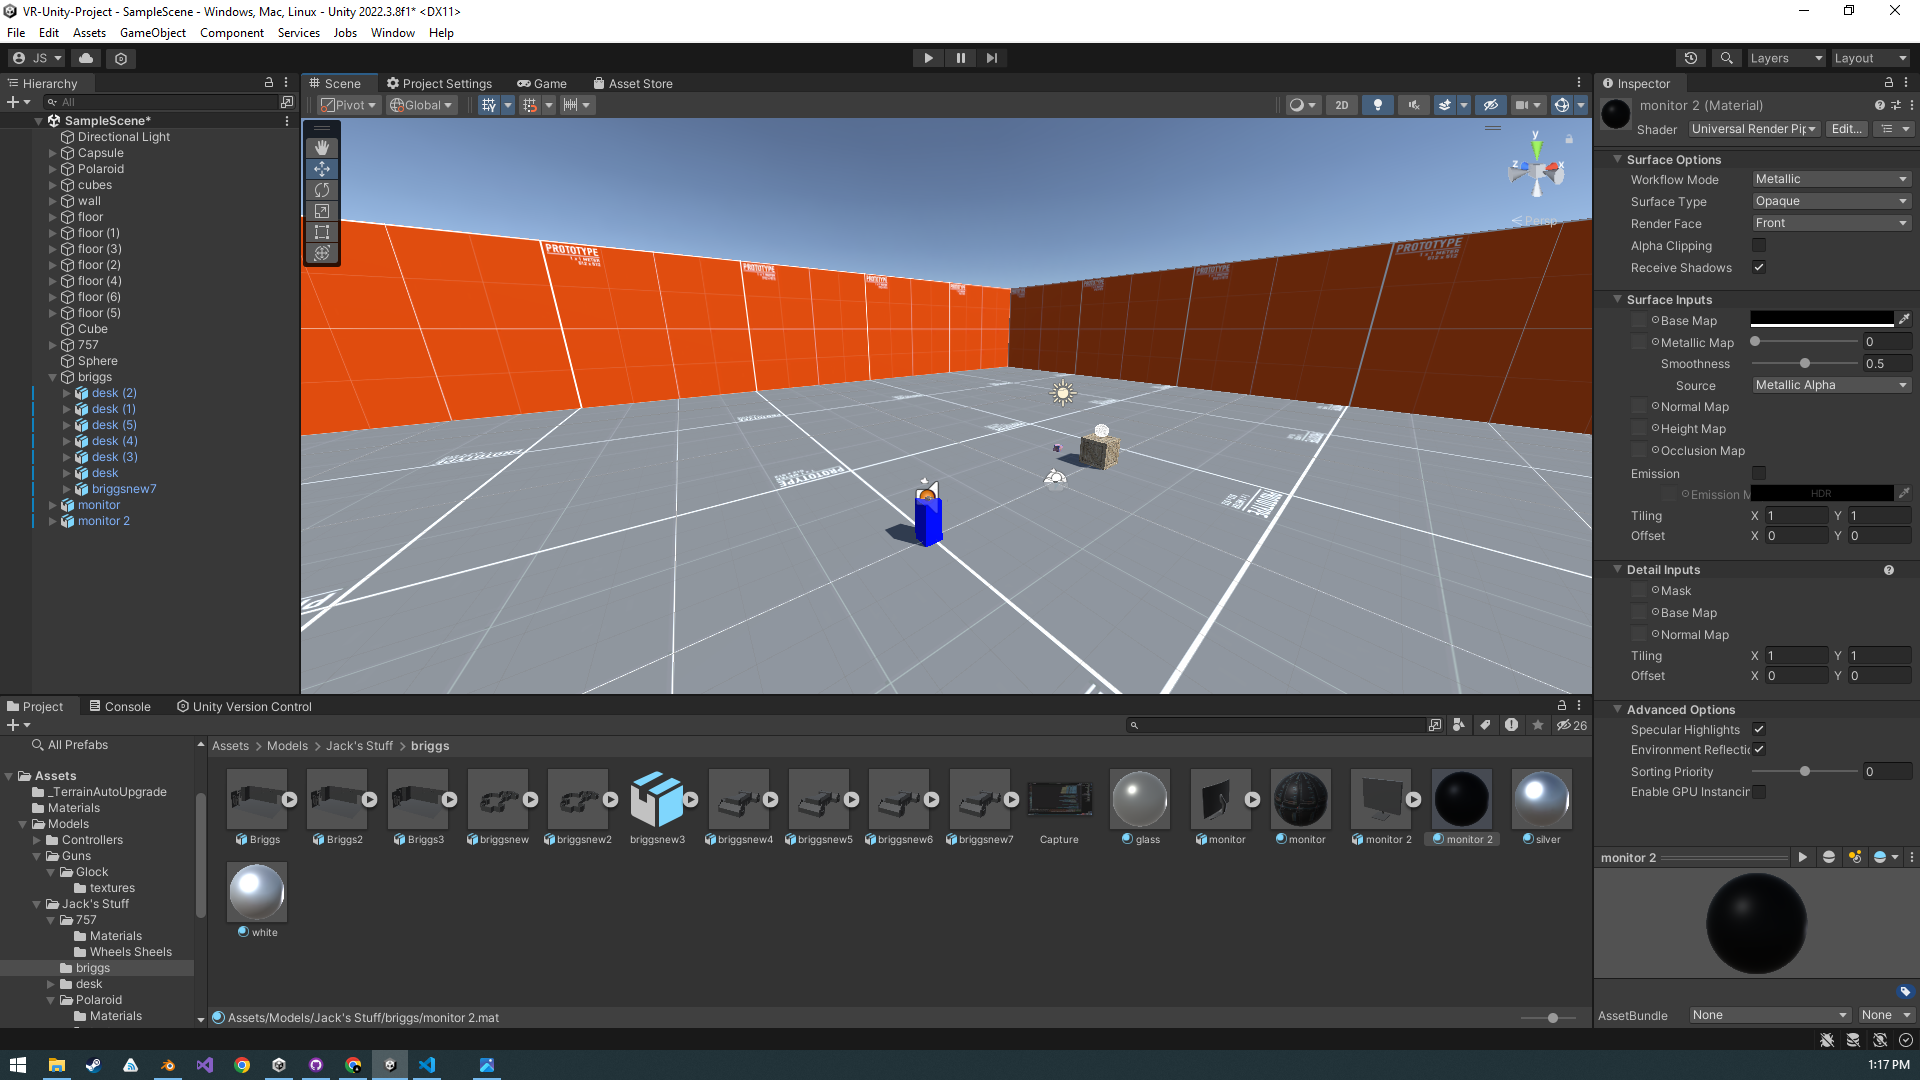 VR-Unity-Project - SampleScene - Windows, Mac, Linux - Unity 2022.3.8f1* <DX11>
File Edit Assets GameObject Component Services Jobs Window Help
JS Layers Layout
Hierarchy
All
SampleScene*
Directional Light
Capsule
Polaroid
cubes
wall
floor
floor (1)
floor (3)
floor (2)
floor (4)
floor (6)
floor (5)
Cube
757
Sphere
briggs
desk (2)
desk (1)
desk (5)
desk (4)
desk (3)
desk
briggsnew7
monitor
monitor 2
Scene Project Settings Game Asset Store
Pivot Global 2D
y
z x
Persp
PROTOTYPE
PROTOTYPE
PROTOTYPE
PROTOTYPE
Inspector
monitor 2 (Material)
Shader Universal Render Pip Edit...
Surface Options
Workflow Mode Metallic
Surface Type Opaque
Render Face Front
Alpha Clipping
Receive Shadows
Surface Inputs
Base Map
Metallic Map 0
Smoothness 0.5
Source Metallic Alpha
Normal Map
Height Map
Occlusion Map
Emission
Emission M HDR
Tiling X 1 Y 1
Offset X 0 Y 0
Detail Inputs
Mask
Base Map
Normal Map
Tiling X 1 Y 1
Offset X 0 Y 0
Advanced Options
Specular Highlights
Environment Reflectic
Sorting Priority 0
Enable GPU Instancin
monitor 2
AssetBundle None None
Project Console Unity Version Control
26
All Prefabs
Assets
_TerrainAutoUpgrade
Materials
Models
Controllers
Guns
Glock
textures
Jack's Stuff
757
Materials
Wheels Sheels
briggs
desk
Polaroid
Materials
Assets > Models > Jack's Stuff > briggs
Briggs Briggs2 Briggs3 briggsnew briggsnew2 briggsnew3 briggsnew4 briggsnew5 briggsnew6 briggsnew7 Capture glass monitor monitor monitor 2 monitor 2 silver
white
Assets/Models/Jack's Stuff/briggs/monitor 2.mat
1:17 PM